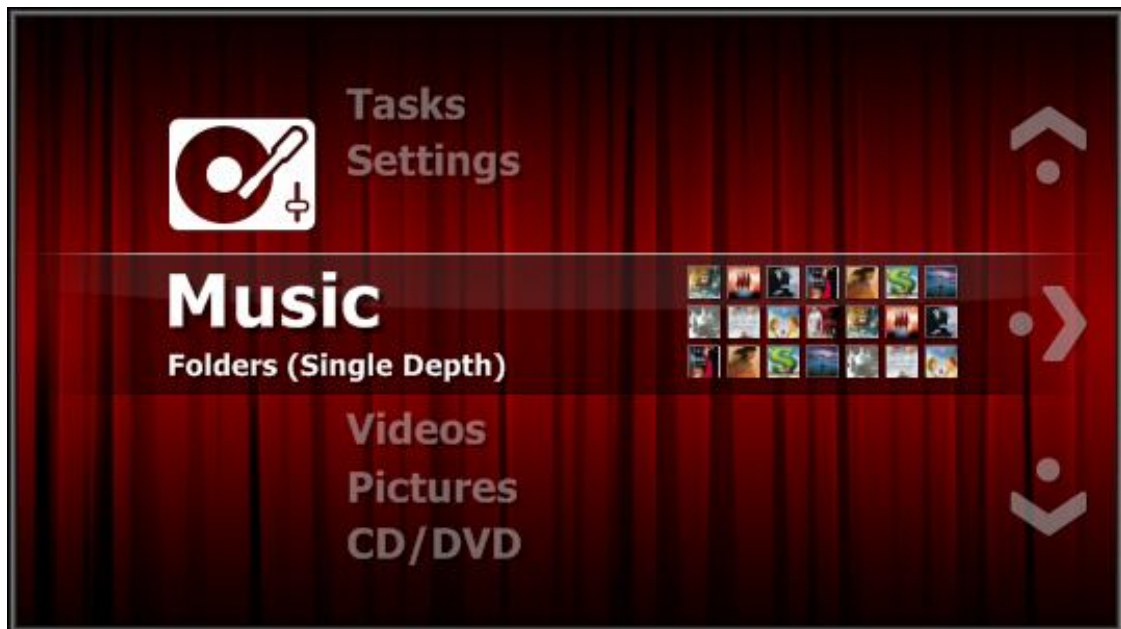 Tasks
Settings
Music
Folders (Single Depth)
Videos
Pictures
CD/DVD